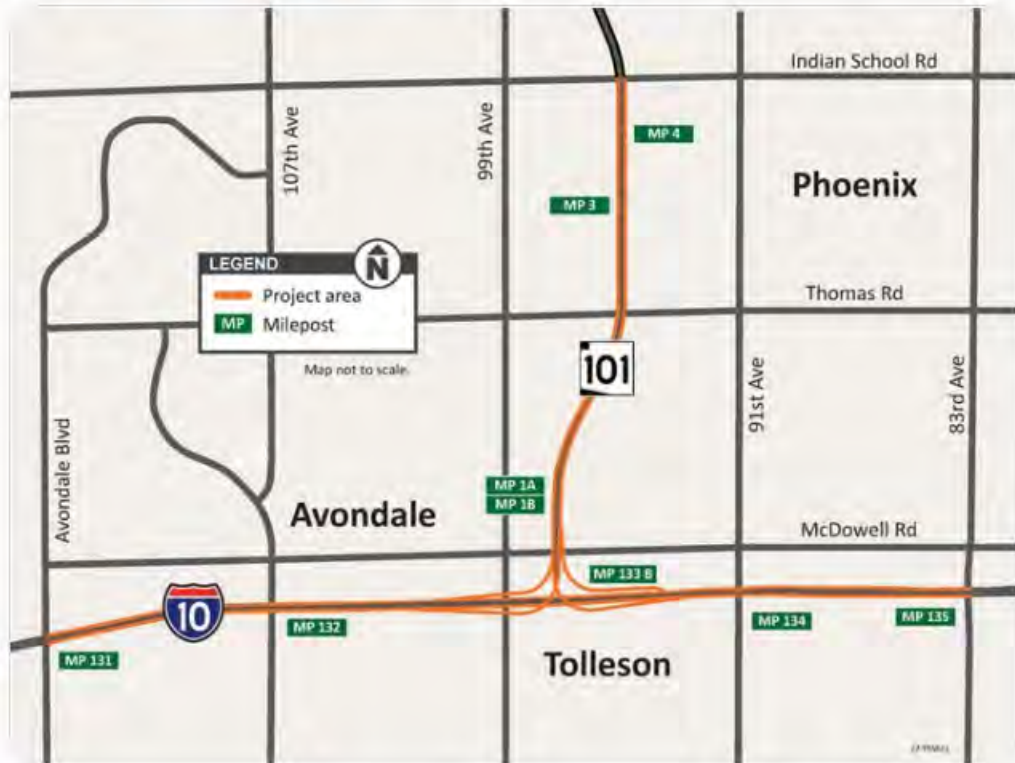 Indian School Rd
107th Ave
99th Ave
MP 4
Phoenix
MP 3
LEGEND
N
Project area
MP Milepost
Map not to scale.
Thomas Rd
101
91st Ave
83rd Ave
Avondale Blvd
MP 1A
MP 1B
Avondale
McDowell Rd
MP 133 B
10
MP 132
MP 134
MP 135
MP 131
Tolleson